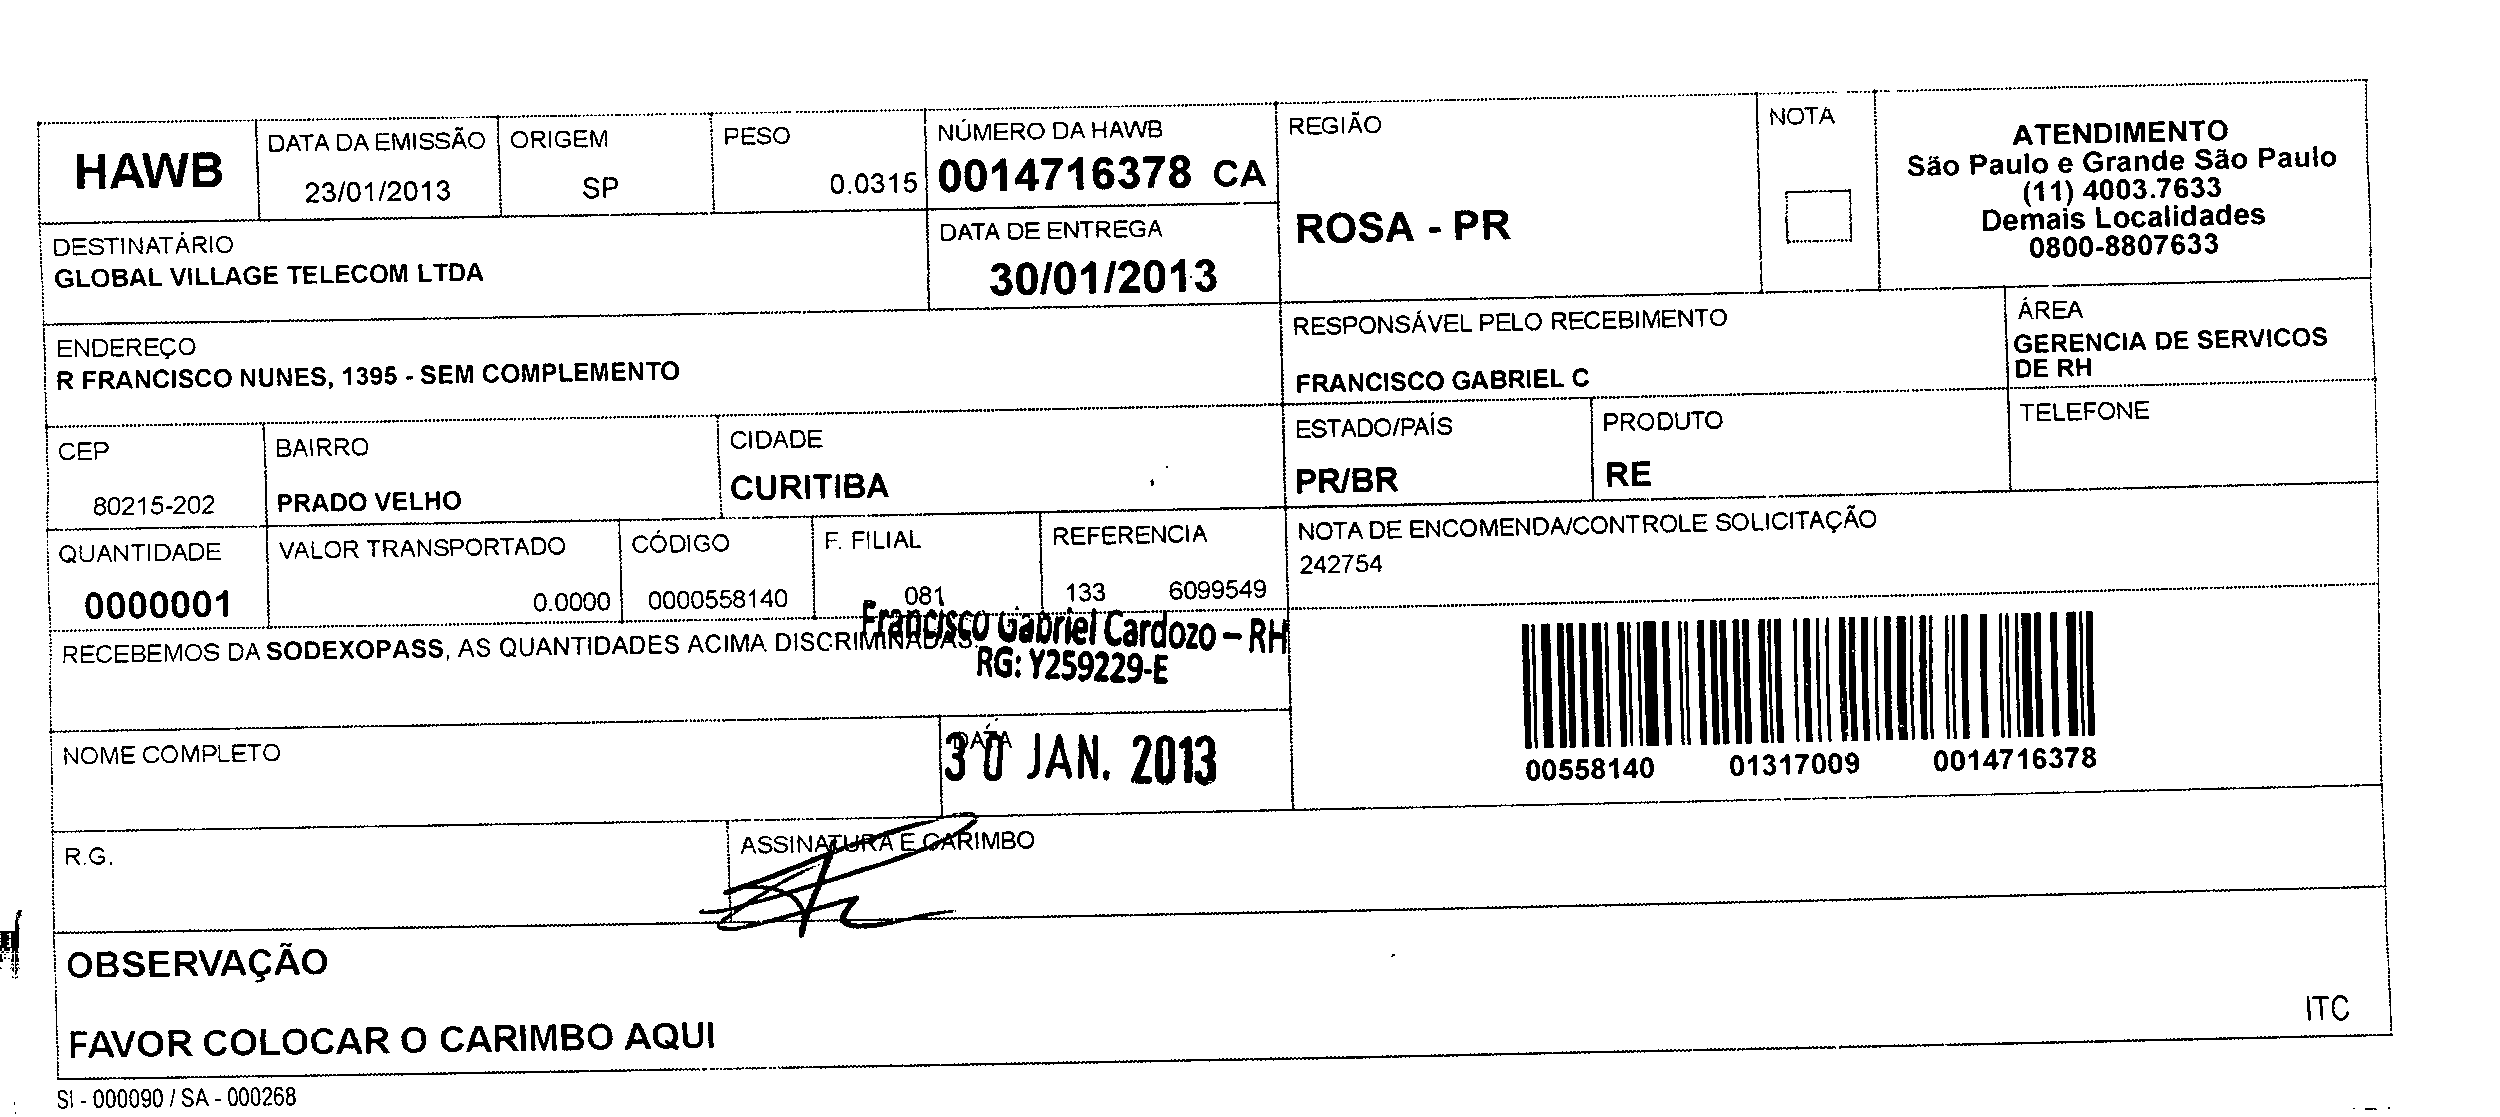 HAWB
DATA DA EMISSÃO
23/01/2013
ORIGEM
SP
PESO
0.0315
NÚMERO DA HAWB
0014716378 CA
REGIÃO
ROSA - PR
NOTA
ATENDIMENTO
São Paulo e Grande São Paulo
(11) 4003.7633
Demais Localidades
0800-8807633
DESTINATÁRIO
GLOBAL VILLAGE TELECOM LTDA
DATA DE ENTREGA
30/01/2013
ENDEREÇO
R FRANCISCO NUNES, 1395 - SEM COMPLEMENTO
RESPONSÁVEL PELO RECEBIMENTO
FRANCISCO GABRIEL C
ÁREA
GERENCIA DE SERVICOS
DE RH
CEP
80215-202
BAIRRO
PRADO VELHO
CIDADE
CURITIBA
ESTADO/PAÍS
PR/BR
PRODUTO
RE
TELEFONE
QUANTIDADE
0000001
VALOR TRANSPORTADO
0.0000
CÓDIGO
0000558140
F. FILIAL
081
REFERENCIA
133 6099549
NOTA DE ENCOMENDA/CONTROLE SOLICITAÇÃO
242754
RECEBEMOS DA SODEXOPASS, AS QUANTIDADES ACIMA DISCRIMINADAS.
Francisco Gabriel Cardozo – RH
RG: Y259229-E
NOME COMPLETO
DATA
30 JAN. 2013
00558140 01317009 0014716378
R.G.
ASSINATURA E CARIMBO
OBSERVAÇÃO
FAVOR COLOCAR O CARIMBO AQUI
ITC
SI - 000090 / SA - 000268